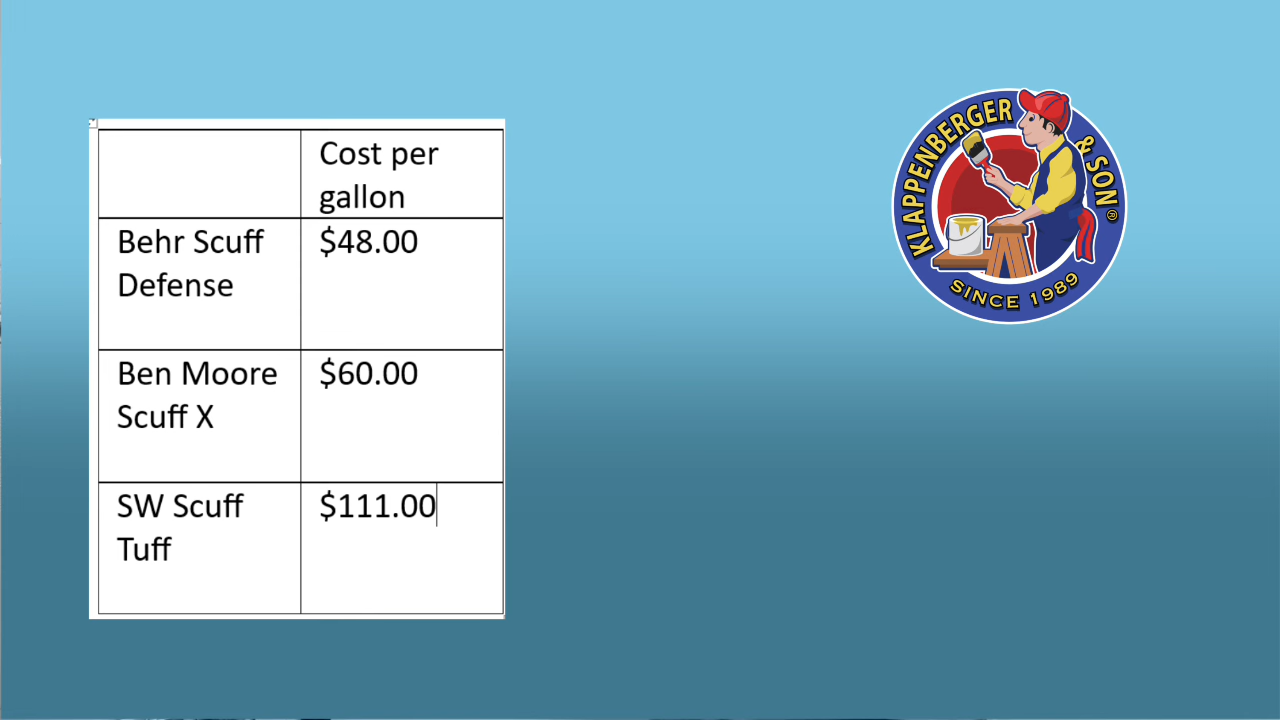 Cost per
gallon
Behr Scuff
Defense
$48.00
Ben Moore
Scuff X
$60.00
SW Scuff
Tuff
$111.00
KLAPPENBERGER & SON®
SINCE 1989